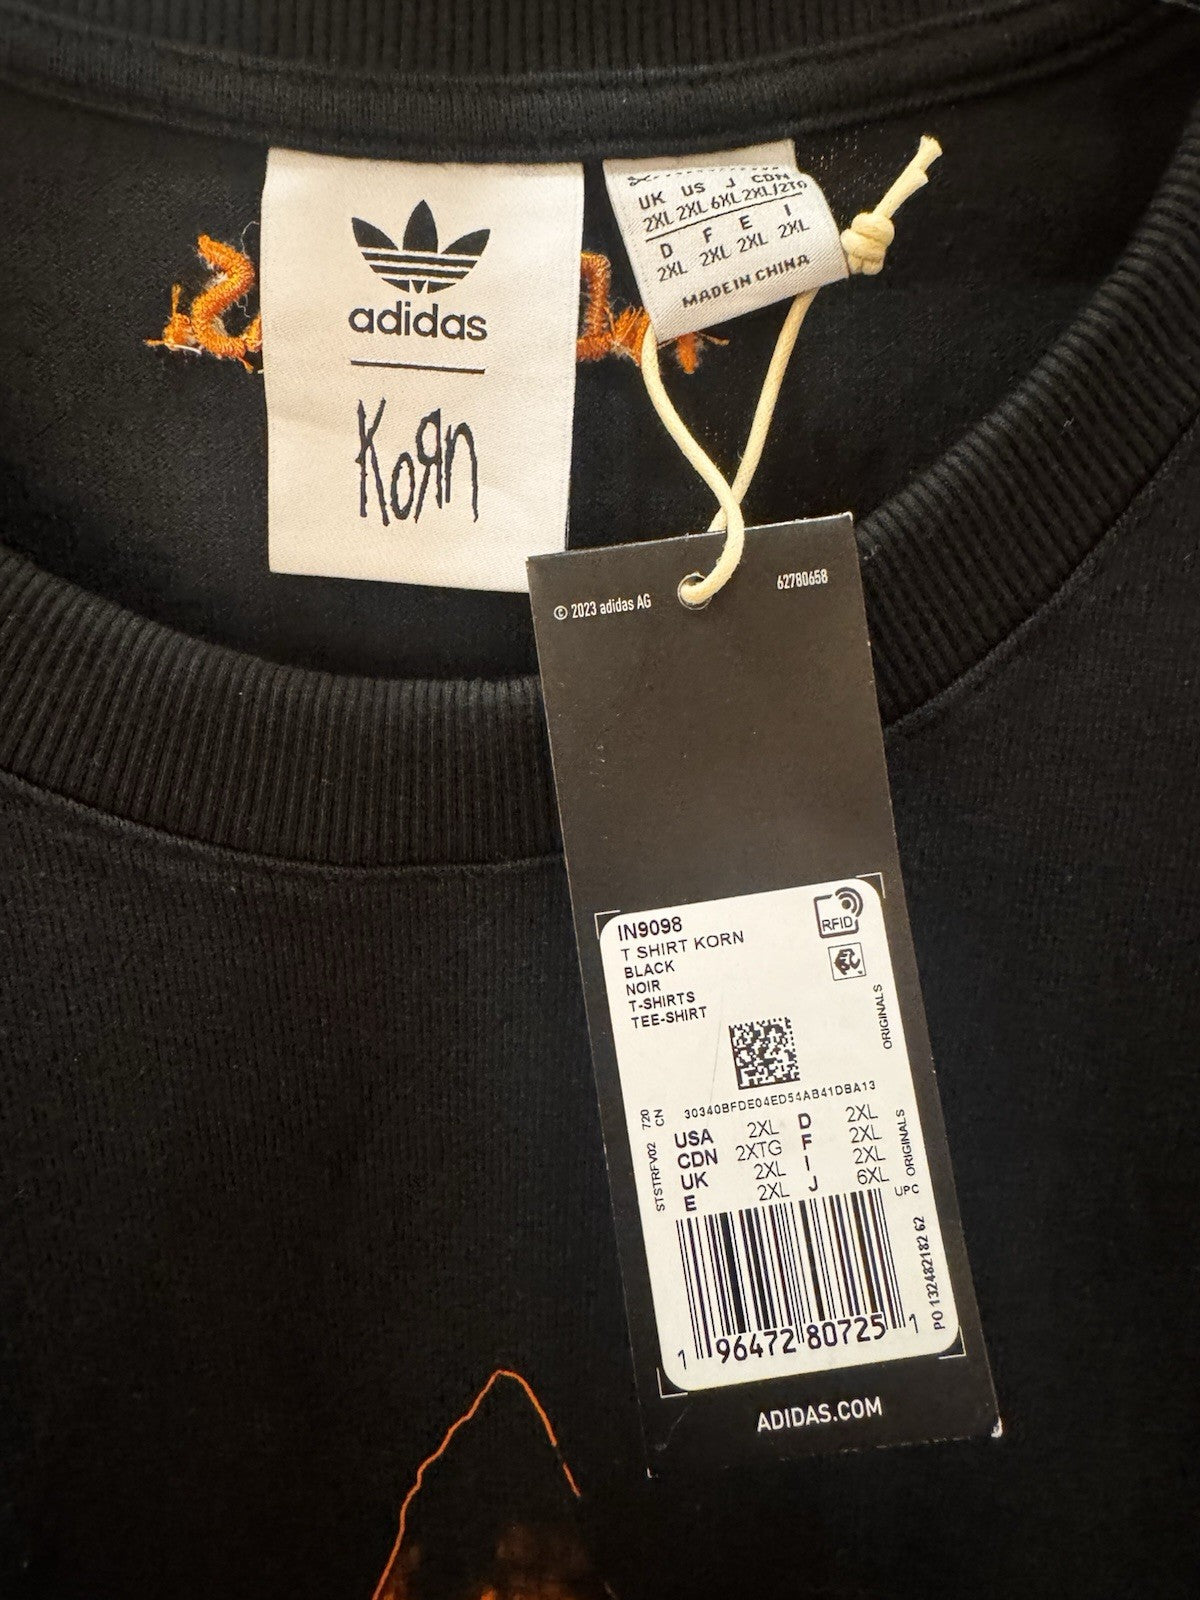 adidas
KoRn
UK US J CDN
2XL 2XL 6XL 2XL/2TG
D F E I
2XL 2XL 2XL 2XL
MADE IN CHINA
© 2023 adidas AG
62780658
IN9098
T SHIRT KORN
BLACK
NOIR
T-SHIRTS
TEE-SHIRT
RFID
ORIGINALS
30340BFDE04ED54AB41DBA13
STSTRFV02 720
CN
USA 2XL D 2XL
CDN 2XTG F 2XL
UK 2XL I 2XL
E 2XL J 6XL
ORIGINALS
UPC
PO 132482182 62
1 96472 80725 1
ADIDAS.COM